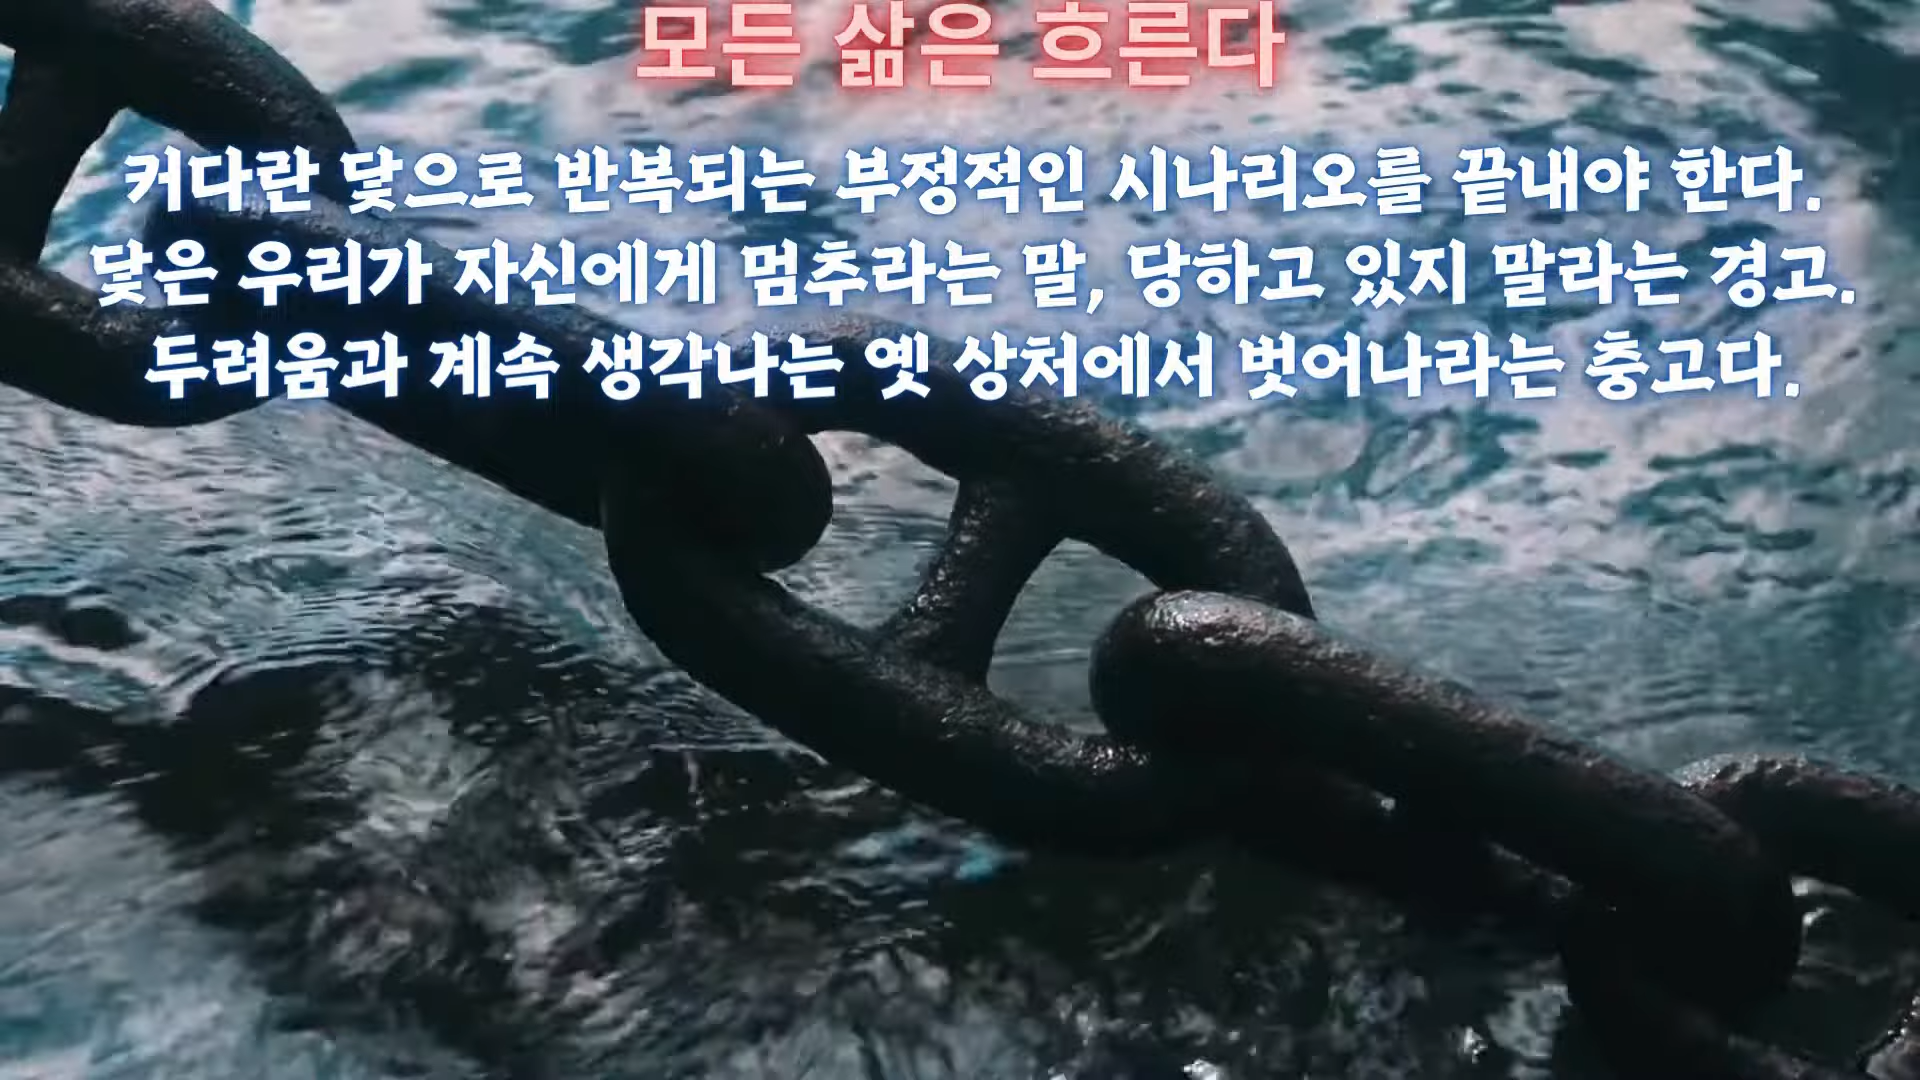 모든 삶은 흐른다
커다란 닻으로 반복되는 부정적인 시나리오를 끝내야 한다.
닻은 우리가 자신에게 멈추라는 말, 당하고 있지 말라는 경고.
두려움과 계속 생각나는 옛 상처에서 벗어나라는 충고다.